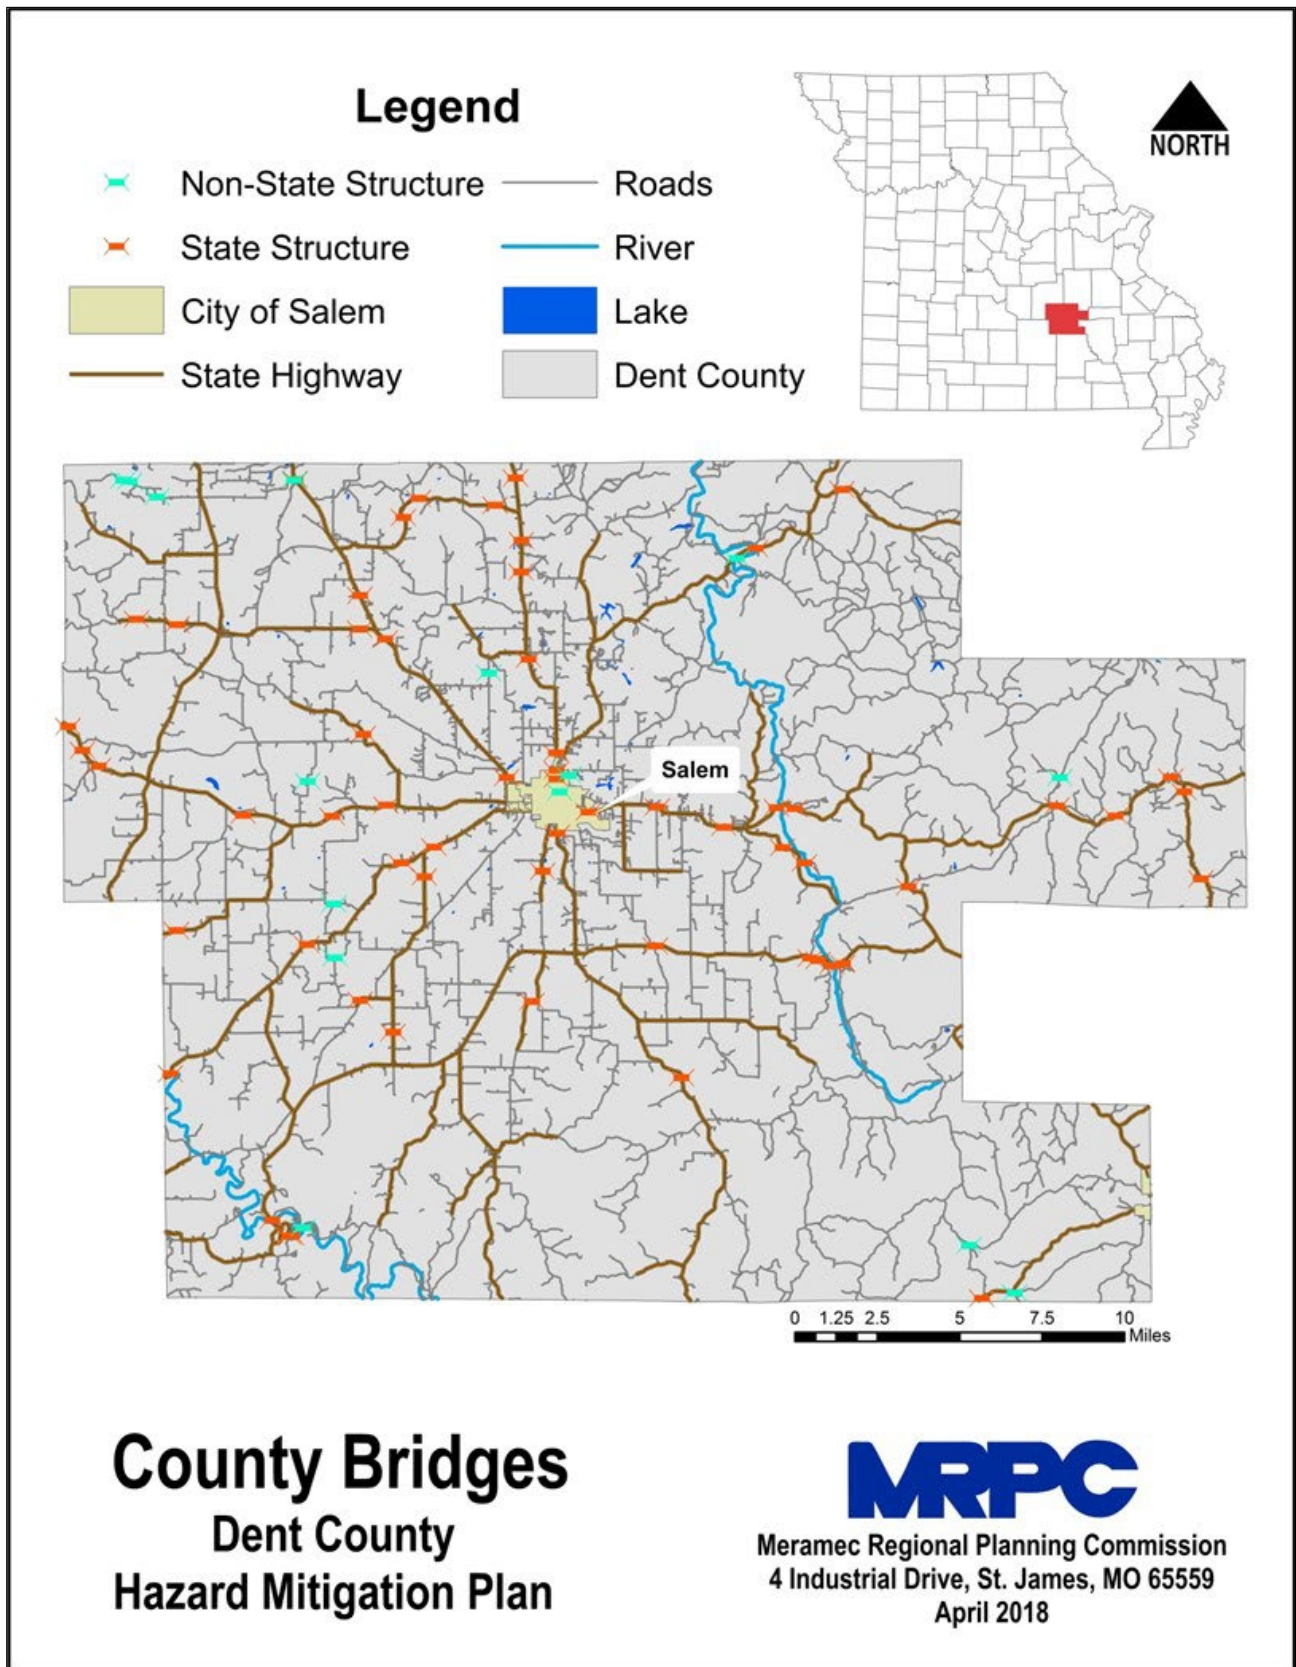 Legend
NORTH
Non-State Structure
Roads
State Structure
River
City of Salem
Lake
State Highway
Dent County
Salem
0 1.25 2.5 5 7.5 10
Miles
County Bridges
Dent County
Hazard Mitigation Plan
MRPC
Meramec Regional Planning Commission
4 Industrial Drive, St. James, MO 65559
April 2018